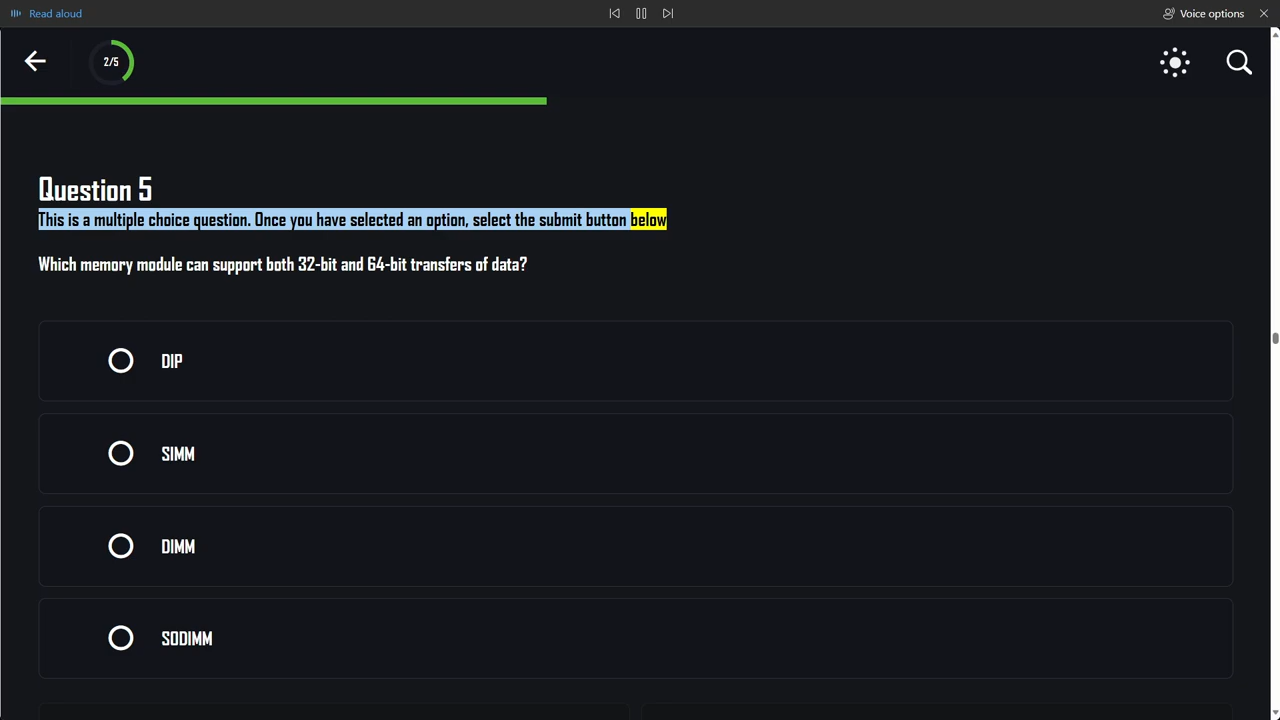 Read aloud
Voice options
2/5
Question 5
This is a multiple choice question. Once you have selected an option, select the submit button below
Which memory module can support both 32-bit and 64-bit transfers of data?
DIP
SIMM
DIMM
SODIMM